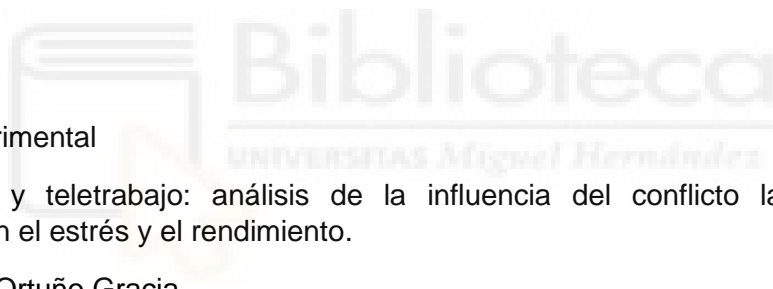 Biblioteca
UNIVERSITAS Miguel Hernández
rimental
y teletrabajo: análisis de la influencia del conflicto la
n el estrés y el rendimiento.
Ortuño Gracia